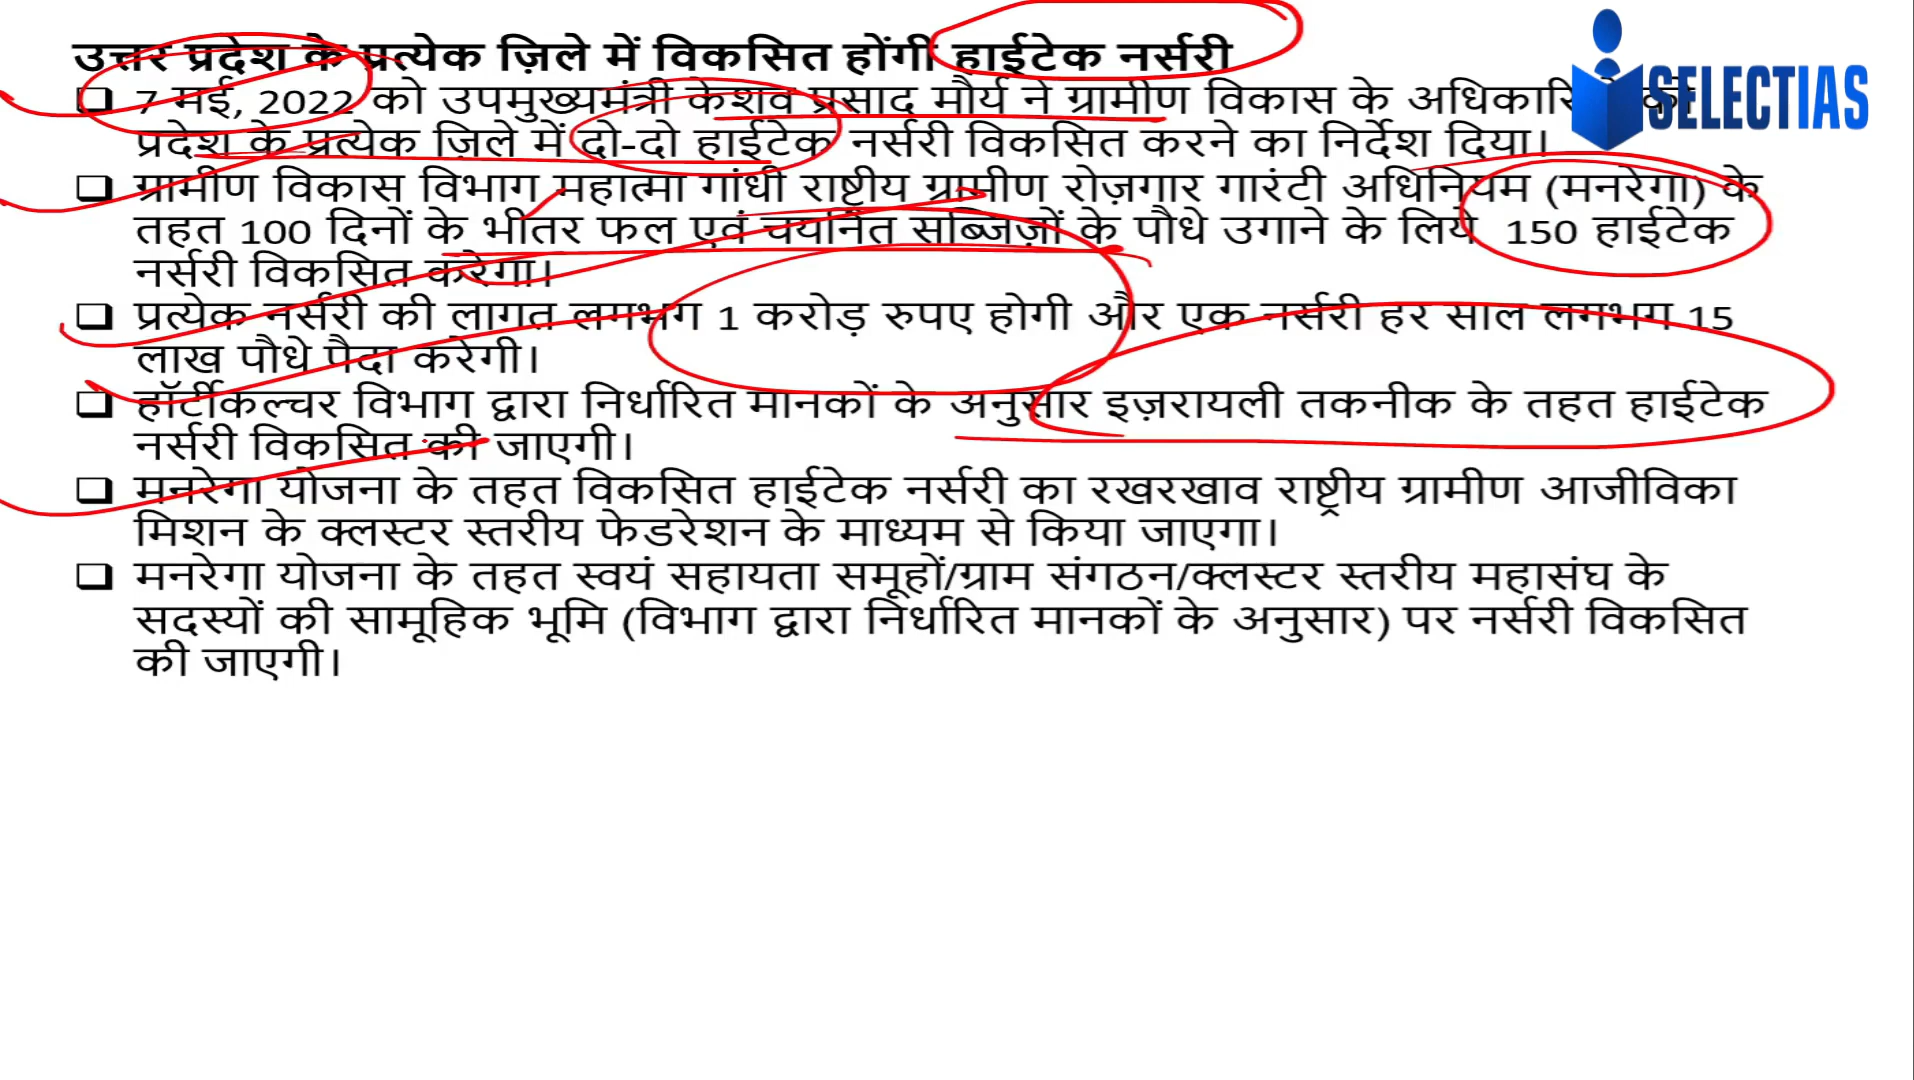 उत्तर प्रदेश के प्रत्येक ज़िले में विकसित होंगी हाईटेक नर्सरी
SELECTIAS
❑ 7 मई, 2022 को उपमुख्यमंत्री केशव प्रसाद मौर्य ने ग्रामीण विकास के
प्रदेश के प्रत्येक ज़िले में दो-दो हाईटेक नर्सरी विकसित करने का निर्देश दिया।
❑ ग्रामीण विकास विभाग महात्मा गांधी राष्ट्रीय ग्रामीण रोज़गार गारंटी अधिनियम (मनरेगा) के
तहत 100 दिनों के भीतर फल एवं चयनित सब्जिज़ों के पौधे उगाने के लिये 150 हाईटेक
नर्सरी विकसित करेगा।
❑ प्रत्येक नर्सरी की लागत लगभग 1 करोड़ रुपए होगी और एक नर्सरी हर साल लगभग 15
लाख पौधे पैदा करेगी।
❑ हॉर्टीकल्चर विभाग द्वारा निर्धारित मानकों के अनुसार इज़रायली तकनीक के तहत हाईटेक
नर्सरी विकसित की जाएगी।
❑ मनरेगा योजना के तहत विकसित हाईटेक नर्सरी का रखरखाव राष्ट्रीय ग्रामीण आजीविका
मिशन के क्लस्टर स्तरीय फेडरेशन के माध्यम से किया जाएगा।
❑ मनरेगा योजना के तहत स्वयं सहायता समूहों/ग्राम संगठन/क्लस्टर स्तरीय महासंघ के
सदस्यों की सामूहिक भूमि (विभाग द्वारा निर्धारित मानकों के अनुसार) पर नर्सरी विकसित
की जाएगी।